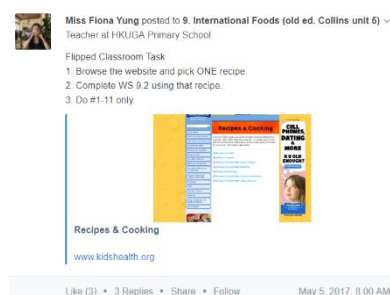 Miss Fiona Yung posted to 9. International Foods (old ed. Collins unit 5)
Teacher at HKUGA Primary School
Flipped Classroom Task
1. Browse the website and pick ONE recipe.
2. Complete WS 9.2 using that recipe.
3. Do #1-11 only.
Recipes & Cooking
CELL
PHONES,
DATING
&
MORE
R U OLD
ENOUGH?
Recipes & Cooking
www.kidshealth.org
Like (3) • 3 Replies • Share • Follow
May 5, 2017, 8:00 AM